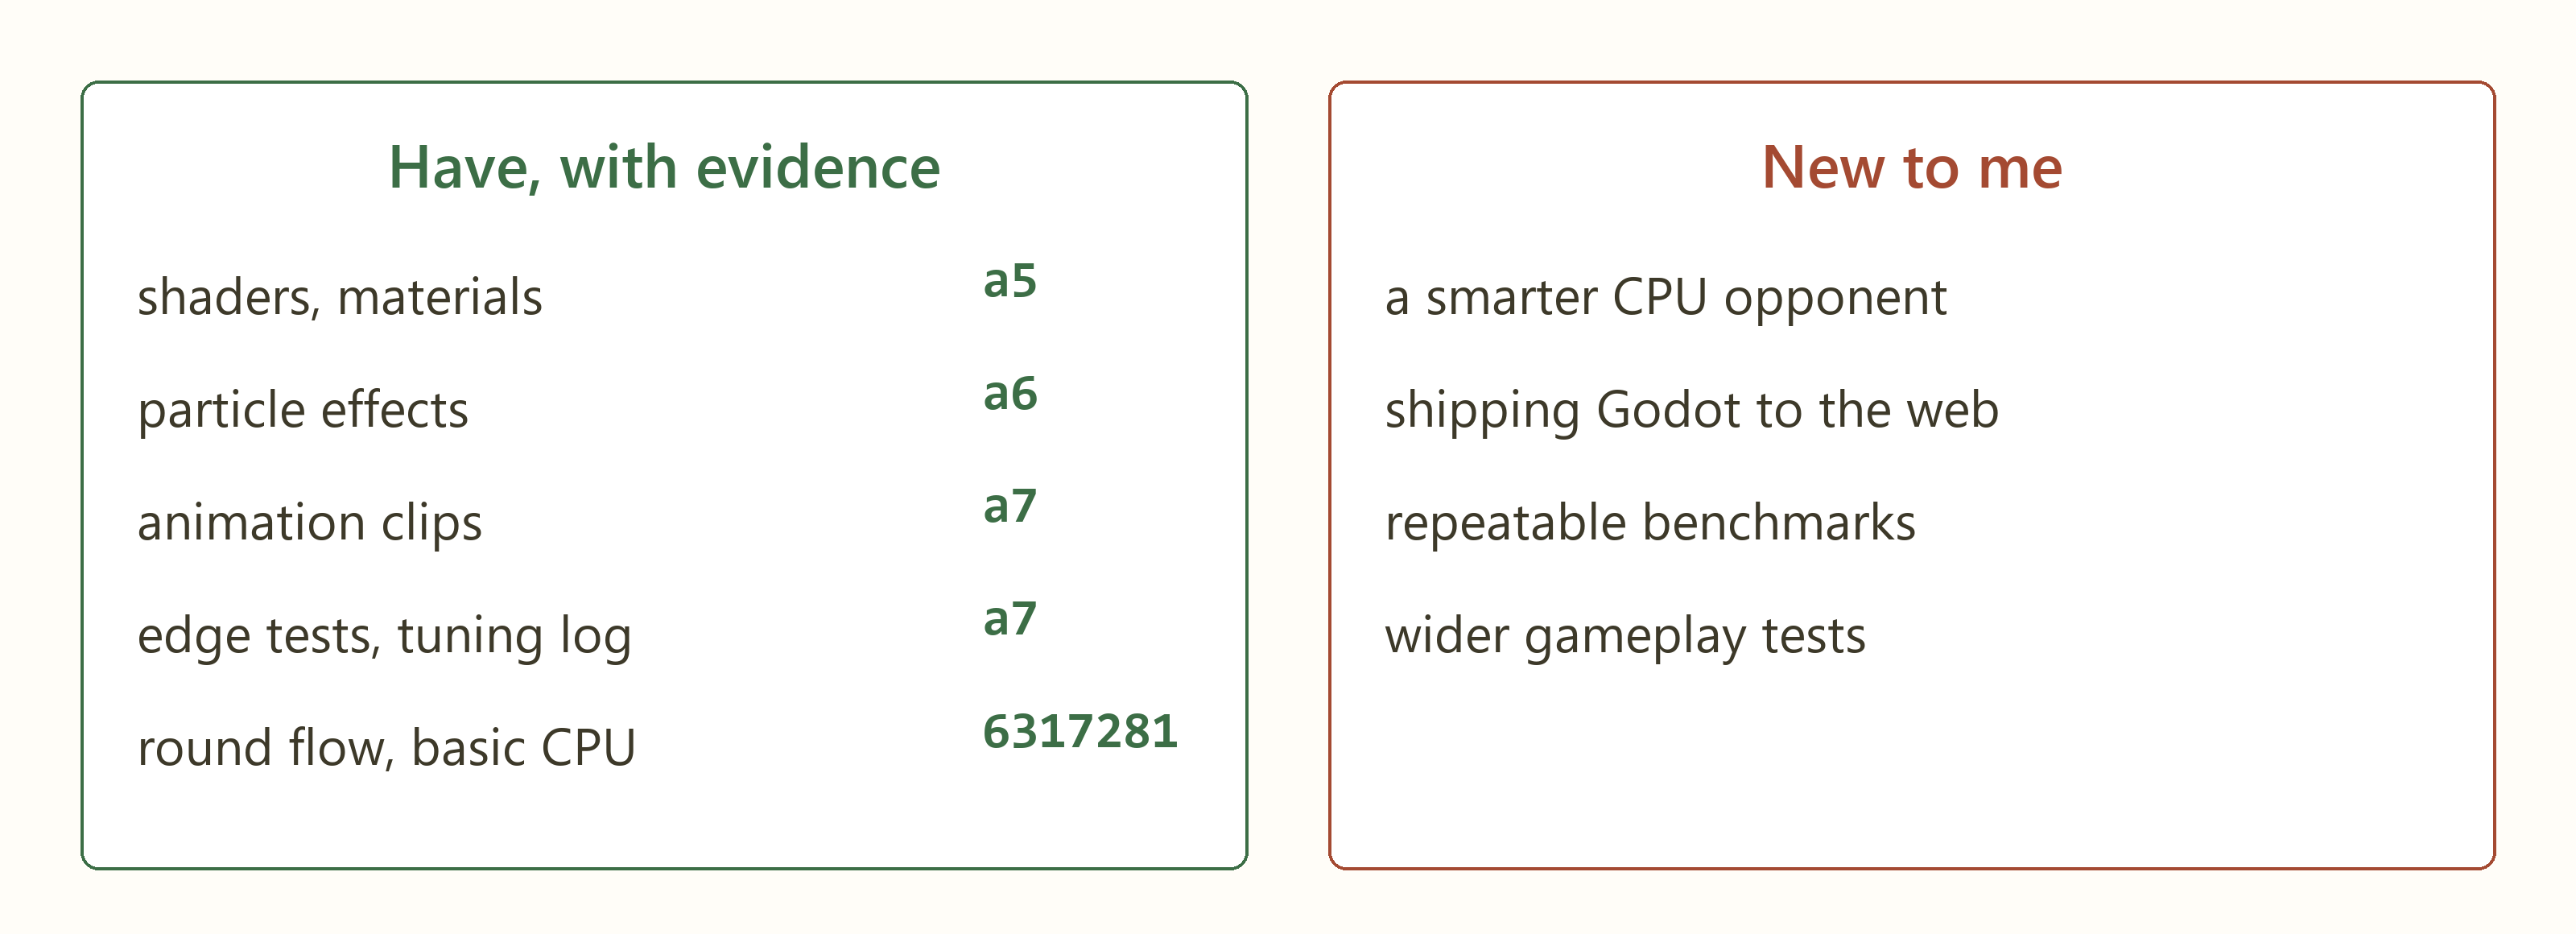 Have, with evidence
shaders, materials a5
particle effects a6
animation clips a7
edge tests, tuning log a7
round flow, basic CPU 6317281
New to me
a smarter CPU opponent
shipping Godot to the web
repeatable benchmarks
wider gameplay tests